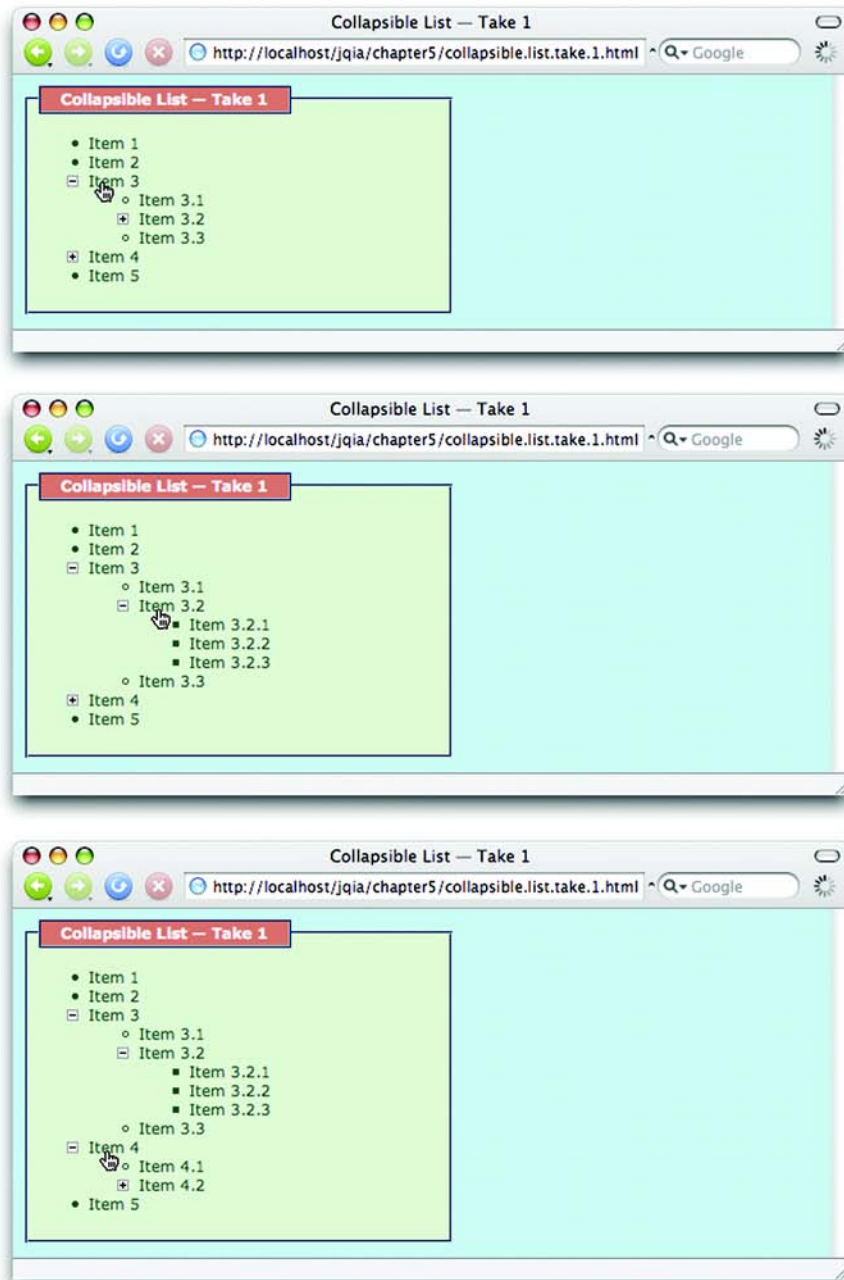 Collapsible List — Take 1
http://localhost/jqia/chapter5/collapsible.list.take.1.html
Google
Collapsible List — Take 1
Item 1
Item 2
Item 3
Item 3.1
Item 3.2
Item 3.3
Item 4
Item 5
Collapsible List — Take 1
http://localhost/jqia/chapter5/collapsible.list.take.1.html
Google
Collapsible List — Take 1
Item 1
Item 2
Item 3
Item 3.1
Item 3.2
Item 3.2.1
Item 3.2.2
Item 3.2.3
Item 3.3
Item 4
Item 5
Collapsible List — Take 1
http://localhost/jqia/chapter5/collapsible.list.take.1.html
Google
Collapsible List — Take 1
Item 1
Item 2
Item 3
Item 3.1
Item 3.2
Item 3.2.1
Item 3.2.2
Item 3.2.3
Item 3.3
Item 4
Item 4.1
Item 4.2
Item 5